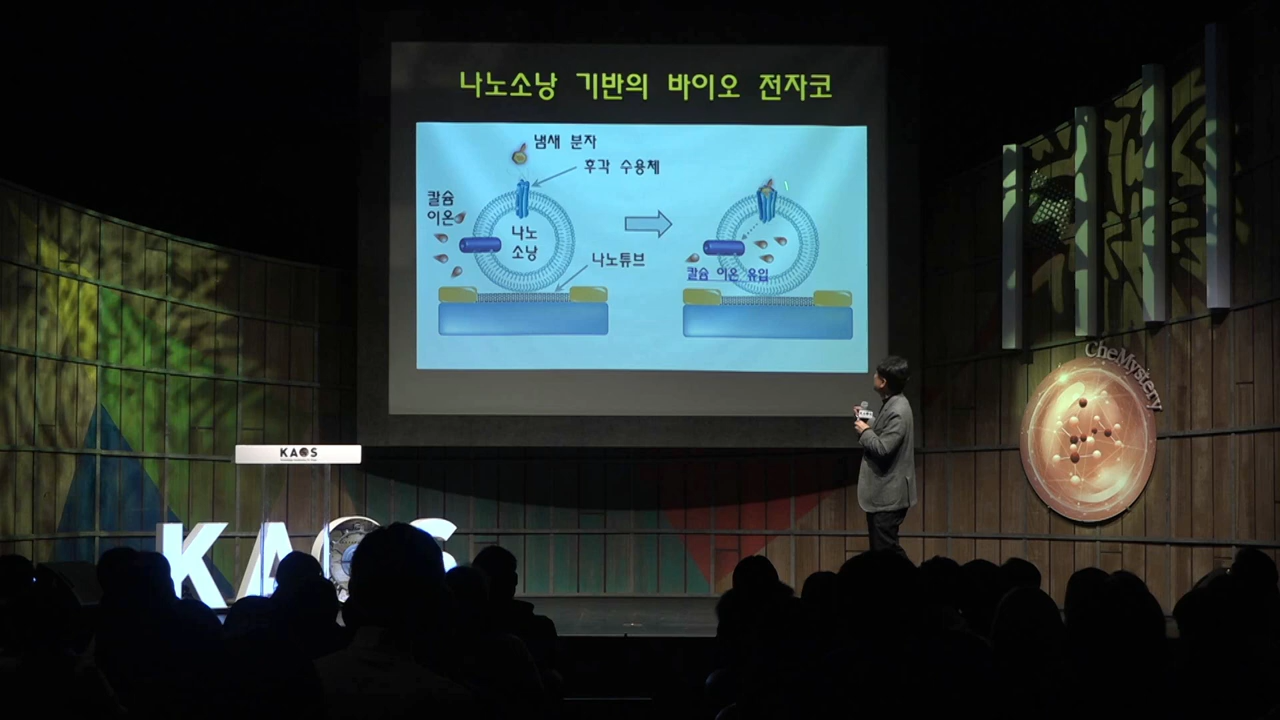 나노소낭 기반의 바이오 전자코
냄새 분자
후각 수용체
칼슘
이온
나노
소낭
나노튜브
칼슘 이온 유입
CheMystery
KAOS
KAOS